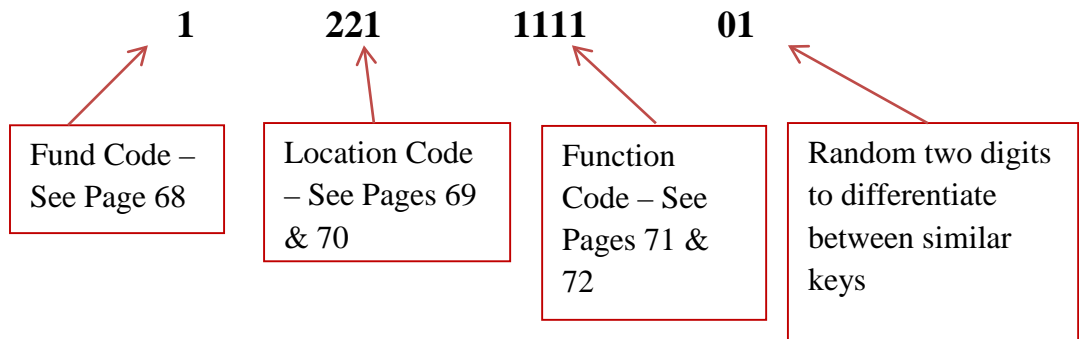 1 221 1111 01
Fund Code –
See Page 68
Location Code
– See Pages 69
& 70
Function
Code – See
Pages 71 &
72
Random two digits
to differentiate
between similar
keys